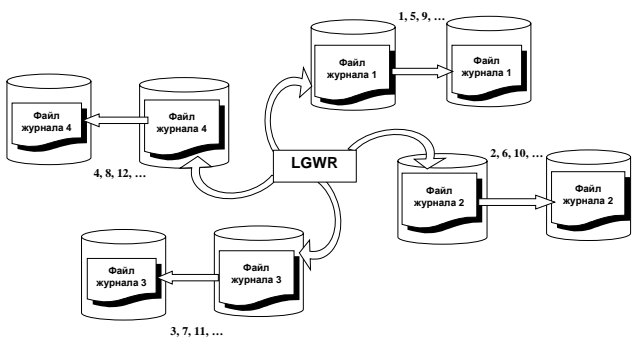 1, 5, 9, …
Файл
журнала 1
Файл
журнала 1
Файл
журнала 4
Файл
журнала 4
4, 8, 12, …
LGWR
2, 6, 10, …
Файл
журнала 2
Файл
журнала 2
Файл
журнала 3
Файл
журнала 3
3, 7, 11, …